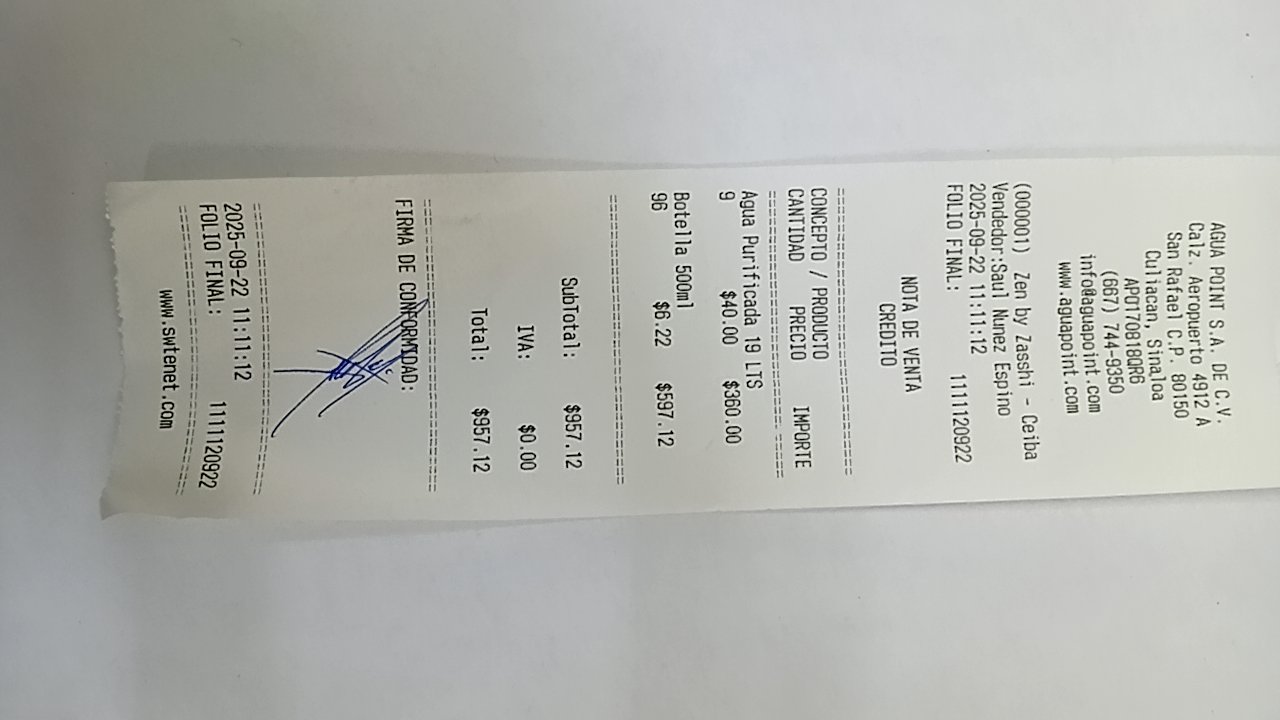 AGUA POINT S.A. DE C.V.
Calz. Aeropuerto 4912 A
San Rafael C.P. 80150
Culiacan, Sinaloa
APO170818QR6
(667) 744-9350
info@aguapoint.com
www.aguapoint.com
(000001) Zen by Zasshi - Ceiba
Vendedor:Saul Nunez Espino
2025-09-22 11:11:12
FOLIO FINAL: 1111120922
NOTA DE VENTA
CREDITO
CONCEPTO / PRODUCTO
CANTIDAD PRECIO IMPORTE
Agua Purificada 19 LTS
9 $40.00 $360.00
Botella 500ml
96 $6.22 $597.12
SubTotal: $957.12
IVA: $0.00
Total: $957.12
FIRMA DE CONFORMIDAD:
2025-09-22 11:11:12
FOLIO FINAL: 1111120922
www.swtenet.com